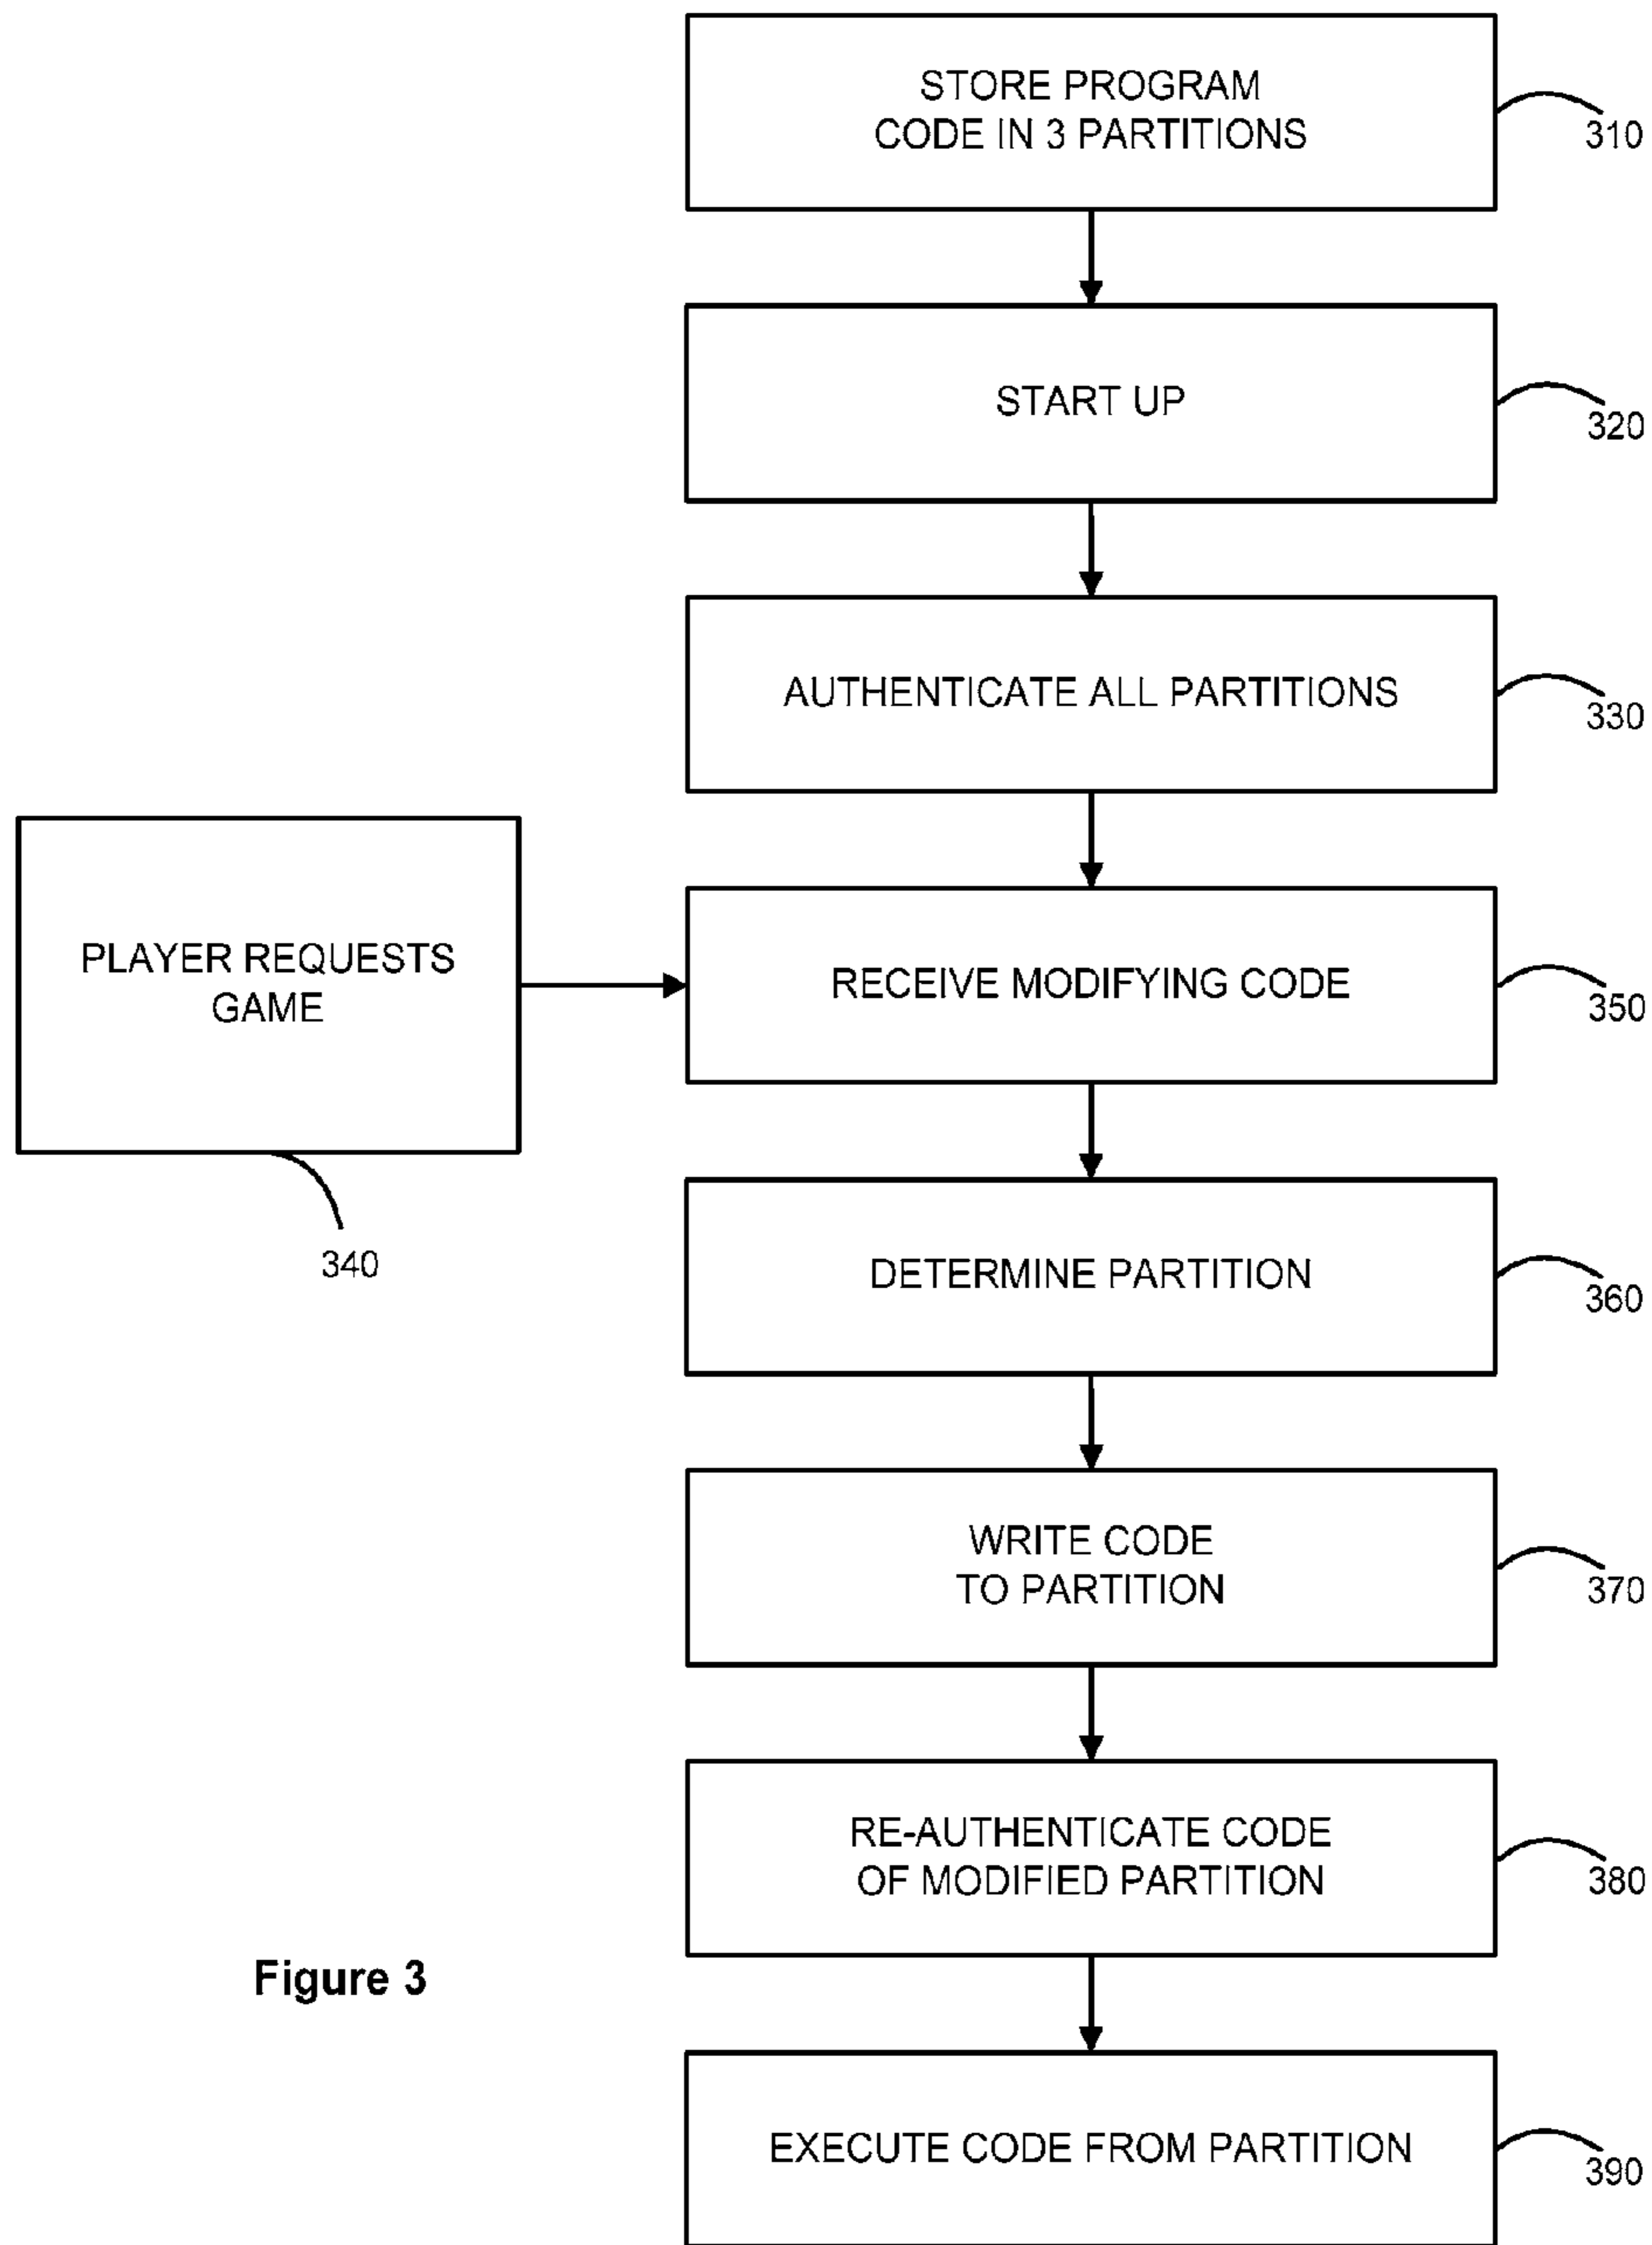 STORE PROGRAM
CODE IN 3 PARTITIONS
310
START UP
320
AUTHENTICATE ALL PARTITIONS
330
PLAYER REQUESTS
GAME
340
RECEIVE MODIFYING CODE
350
DETERMINE PARTITION
360
WRITE CODE
TO PARTITION
370
RE-AUTHENTICATE CODE
OF MODIFIED PARTITION
380
Figure 3
EXECUTE CODE FROM PARTITION
390